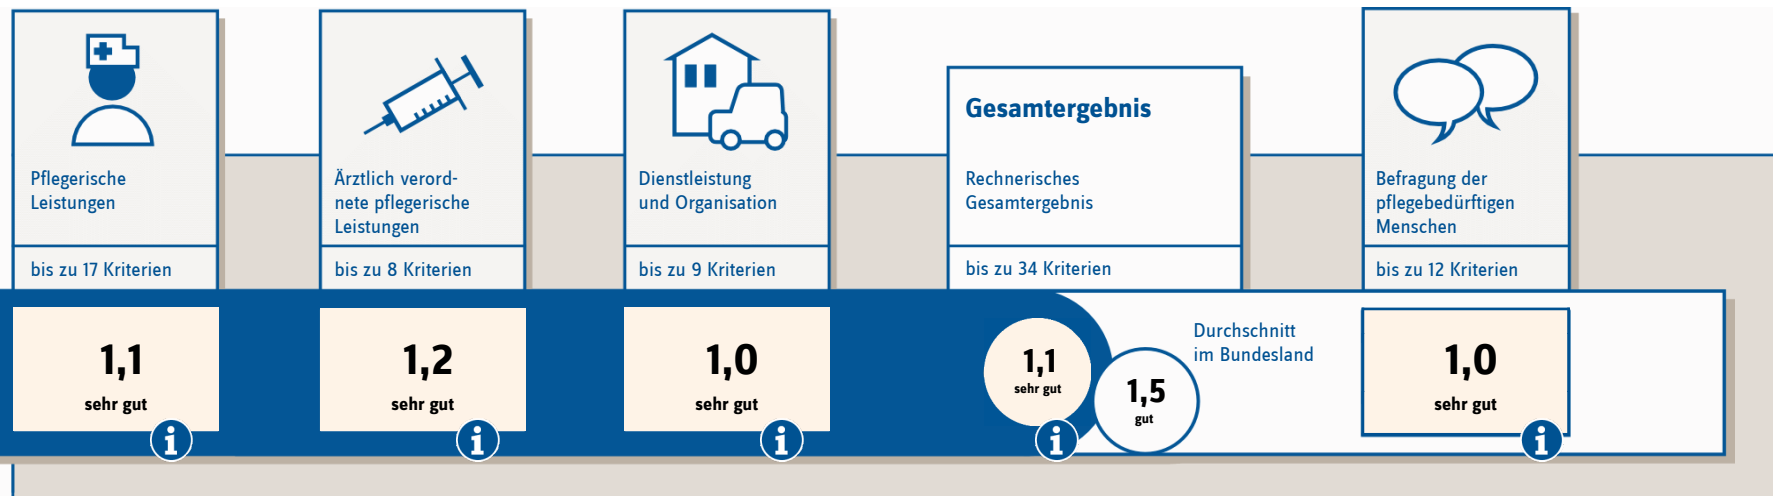 Pflegerische
Leistungen
bis zu 17 Kriterien
1,1
sehr gut
i
Ärztlich verord-
nete pflegerische
Leistungen
bis zu 8 Kriterien
1,2
sehr gut
i
Dienstleistung
und Organisation
bis zu 9 Kriterien
1,0
sehr gut
i
Gesamtergebnis
Rechnerisches
Gesamtergebnis
bis zu 34 Kriterien
1,1
sehr gut
i
1,5
gut
Durchschnitt
im Bundesland
Befragung der
pflegebedürftigen
Menschen
bis zu 12 Kriterien
1,0
sehr gut
i